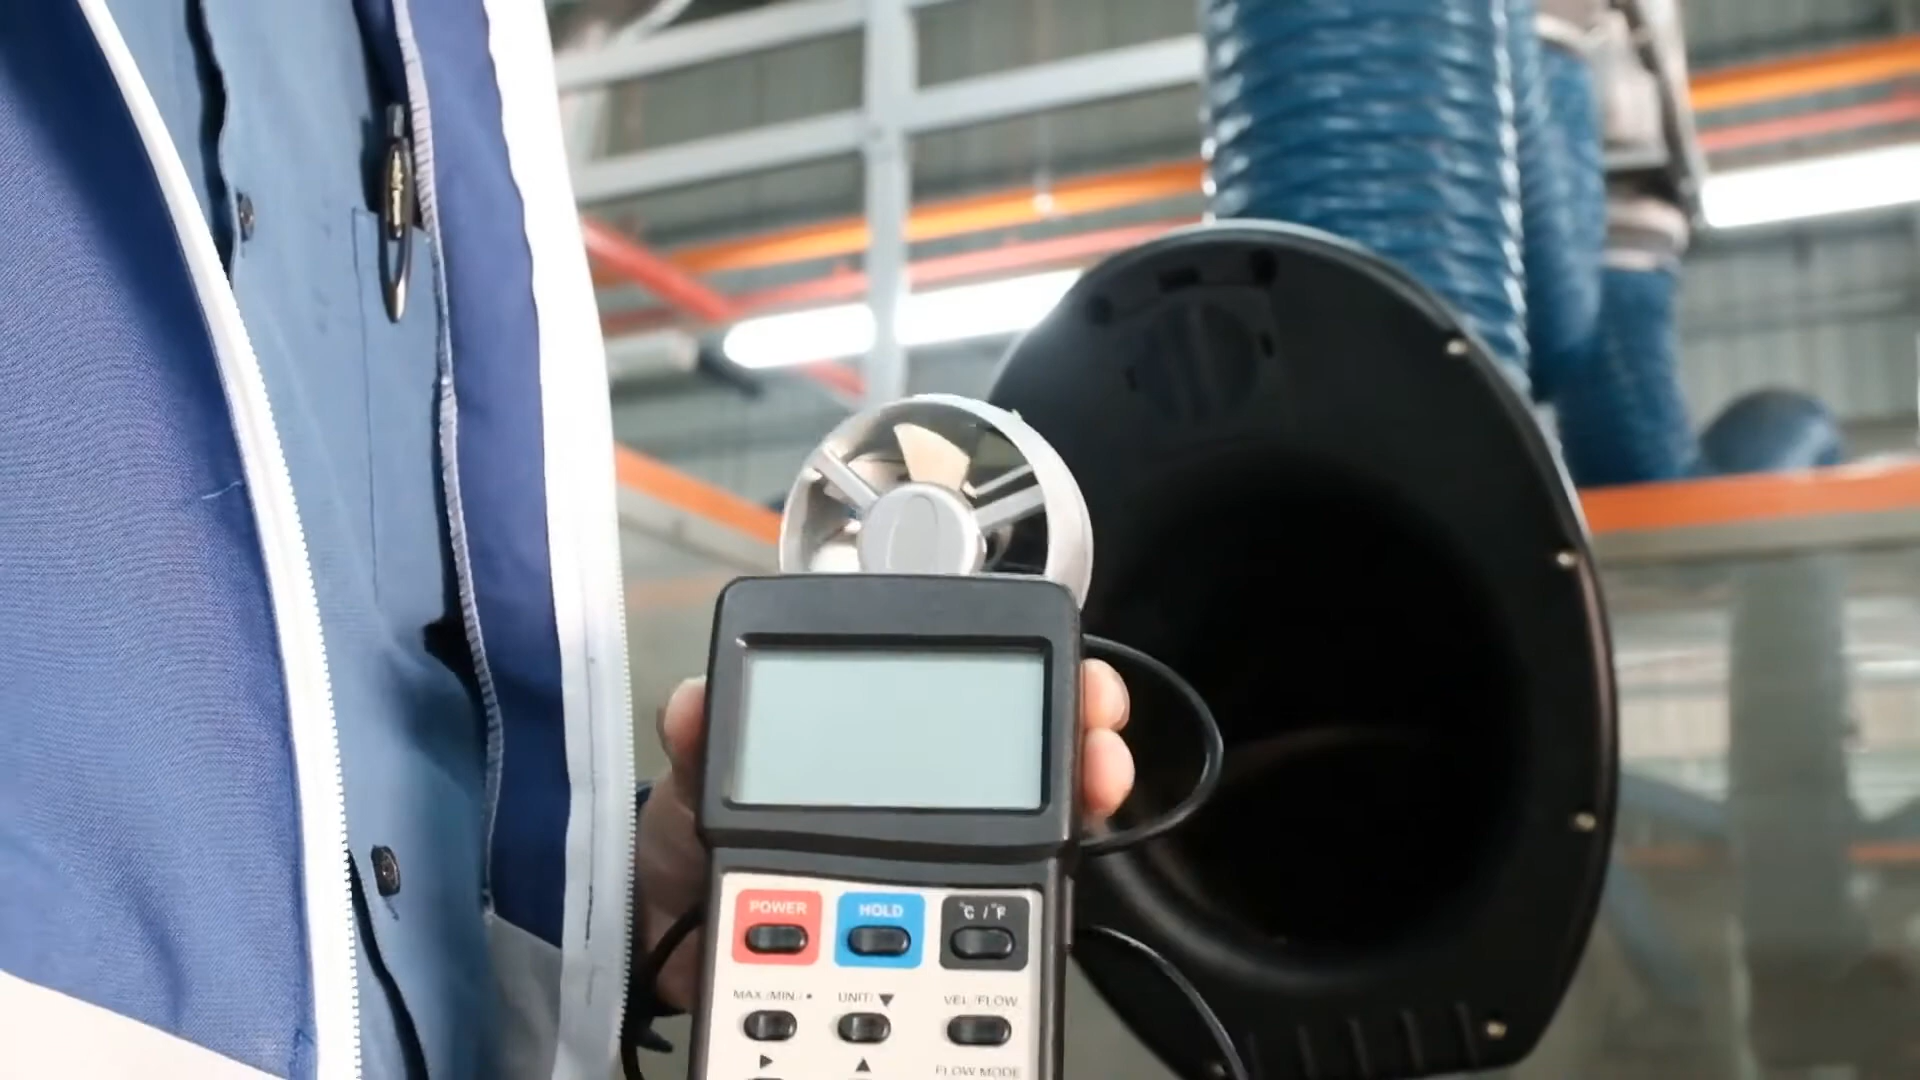 POWER HOLD °C / °F
MAX./MIN./• UNIT/▼ VEL./FLOW
▶ ▲ FLOW MODE